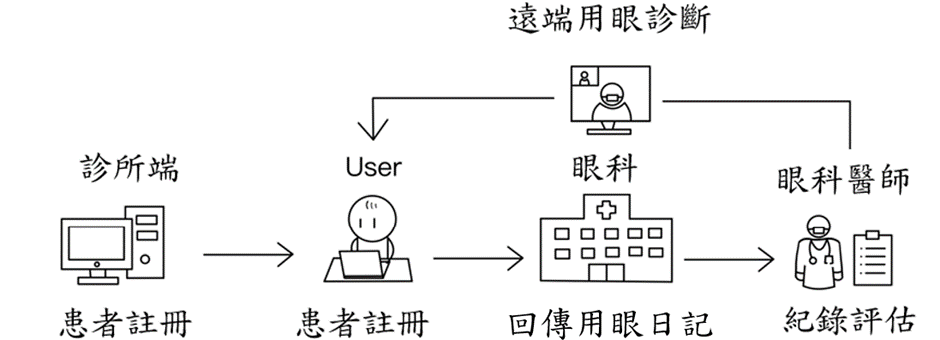 遠端用眼診斷
診所端
User
眼科
眼科醫師
患者註冊
患者註冊
回傳用眼日記
紀錄評估